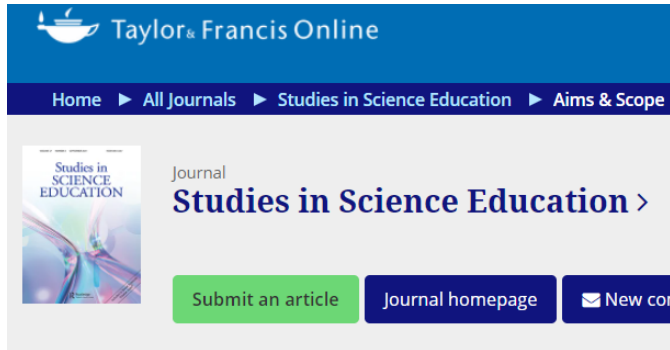 Taylor & Francis Online
Home ▶ All Journals ▶ Studies in Science Education ▶ Aims & Scope
Studies in
SCIENCE
EDUCATION
Journal
Studies in Science Education >
Submit an article
Journal homepage
New